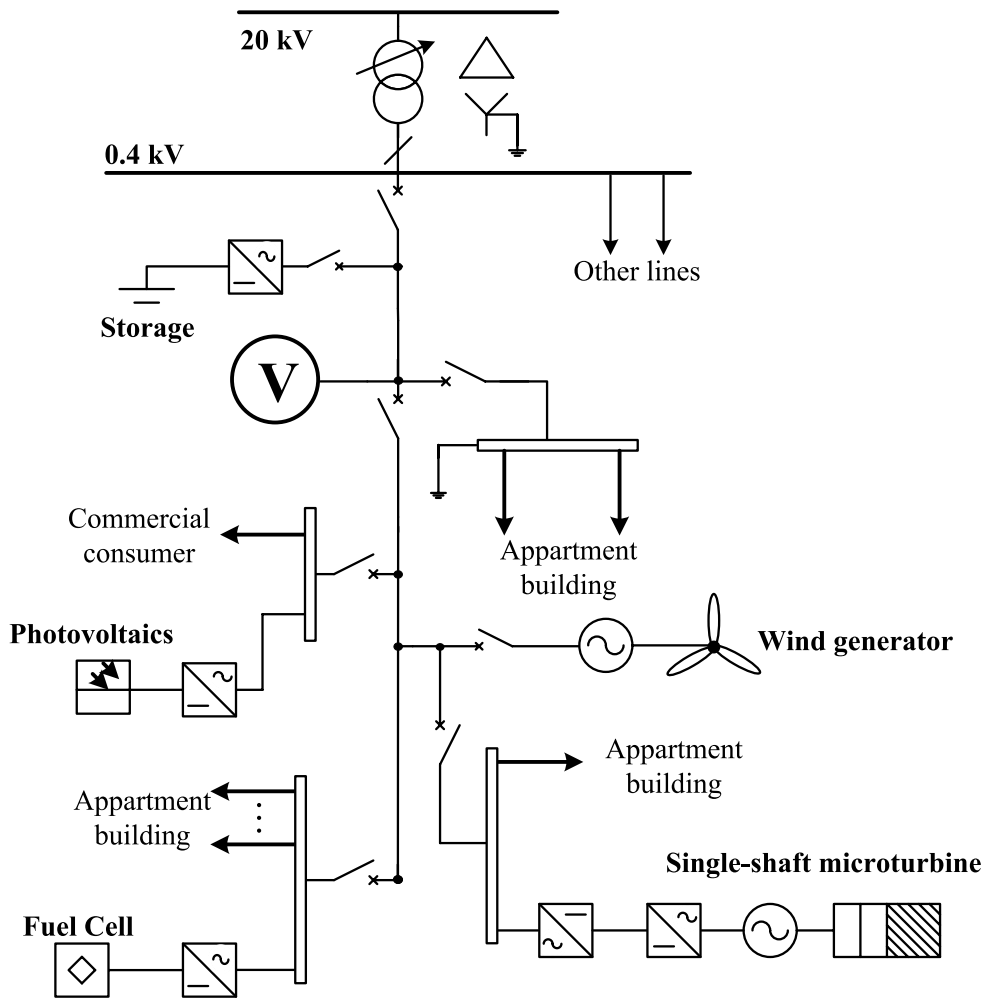 20 kV
0.4 kV
Other lines
Storage
V
Commercial
consumer
Appartment
building
Photovoltaics
Wind generator
Appartment
building
Appartment
building
Single-shaft microturbine
Fuel Cell